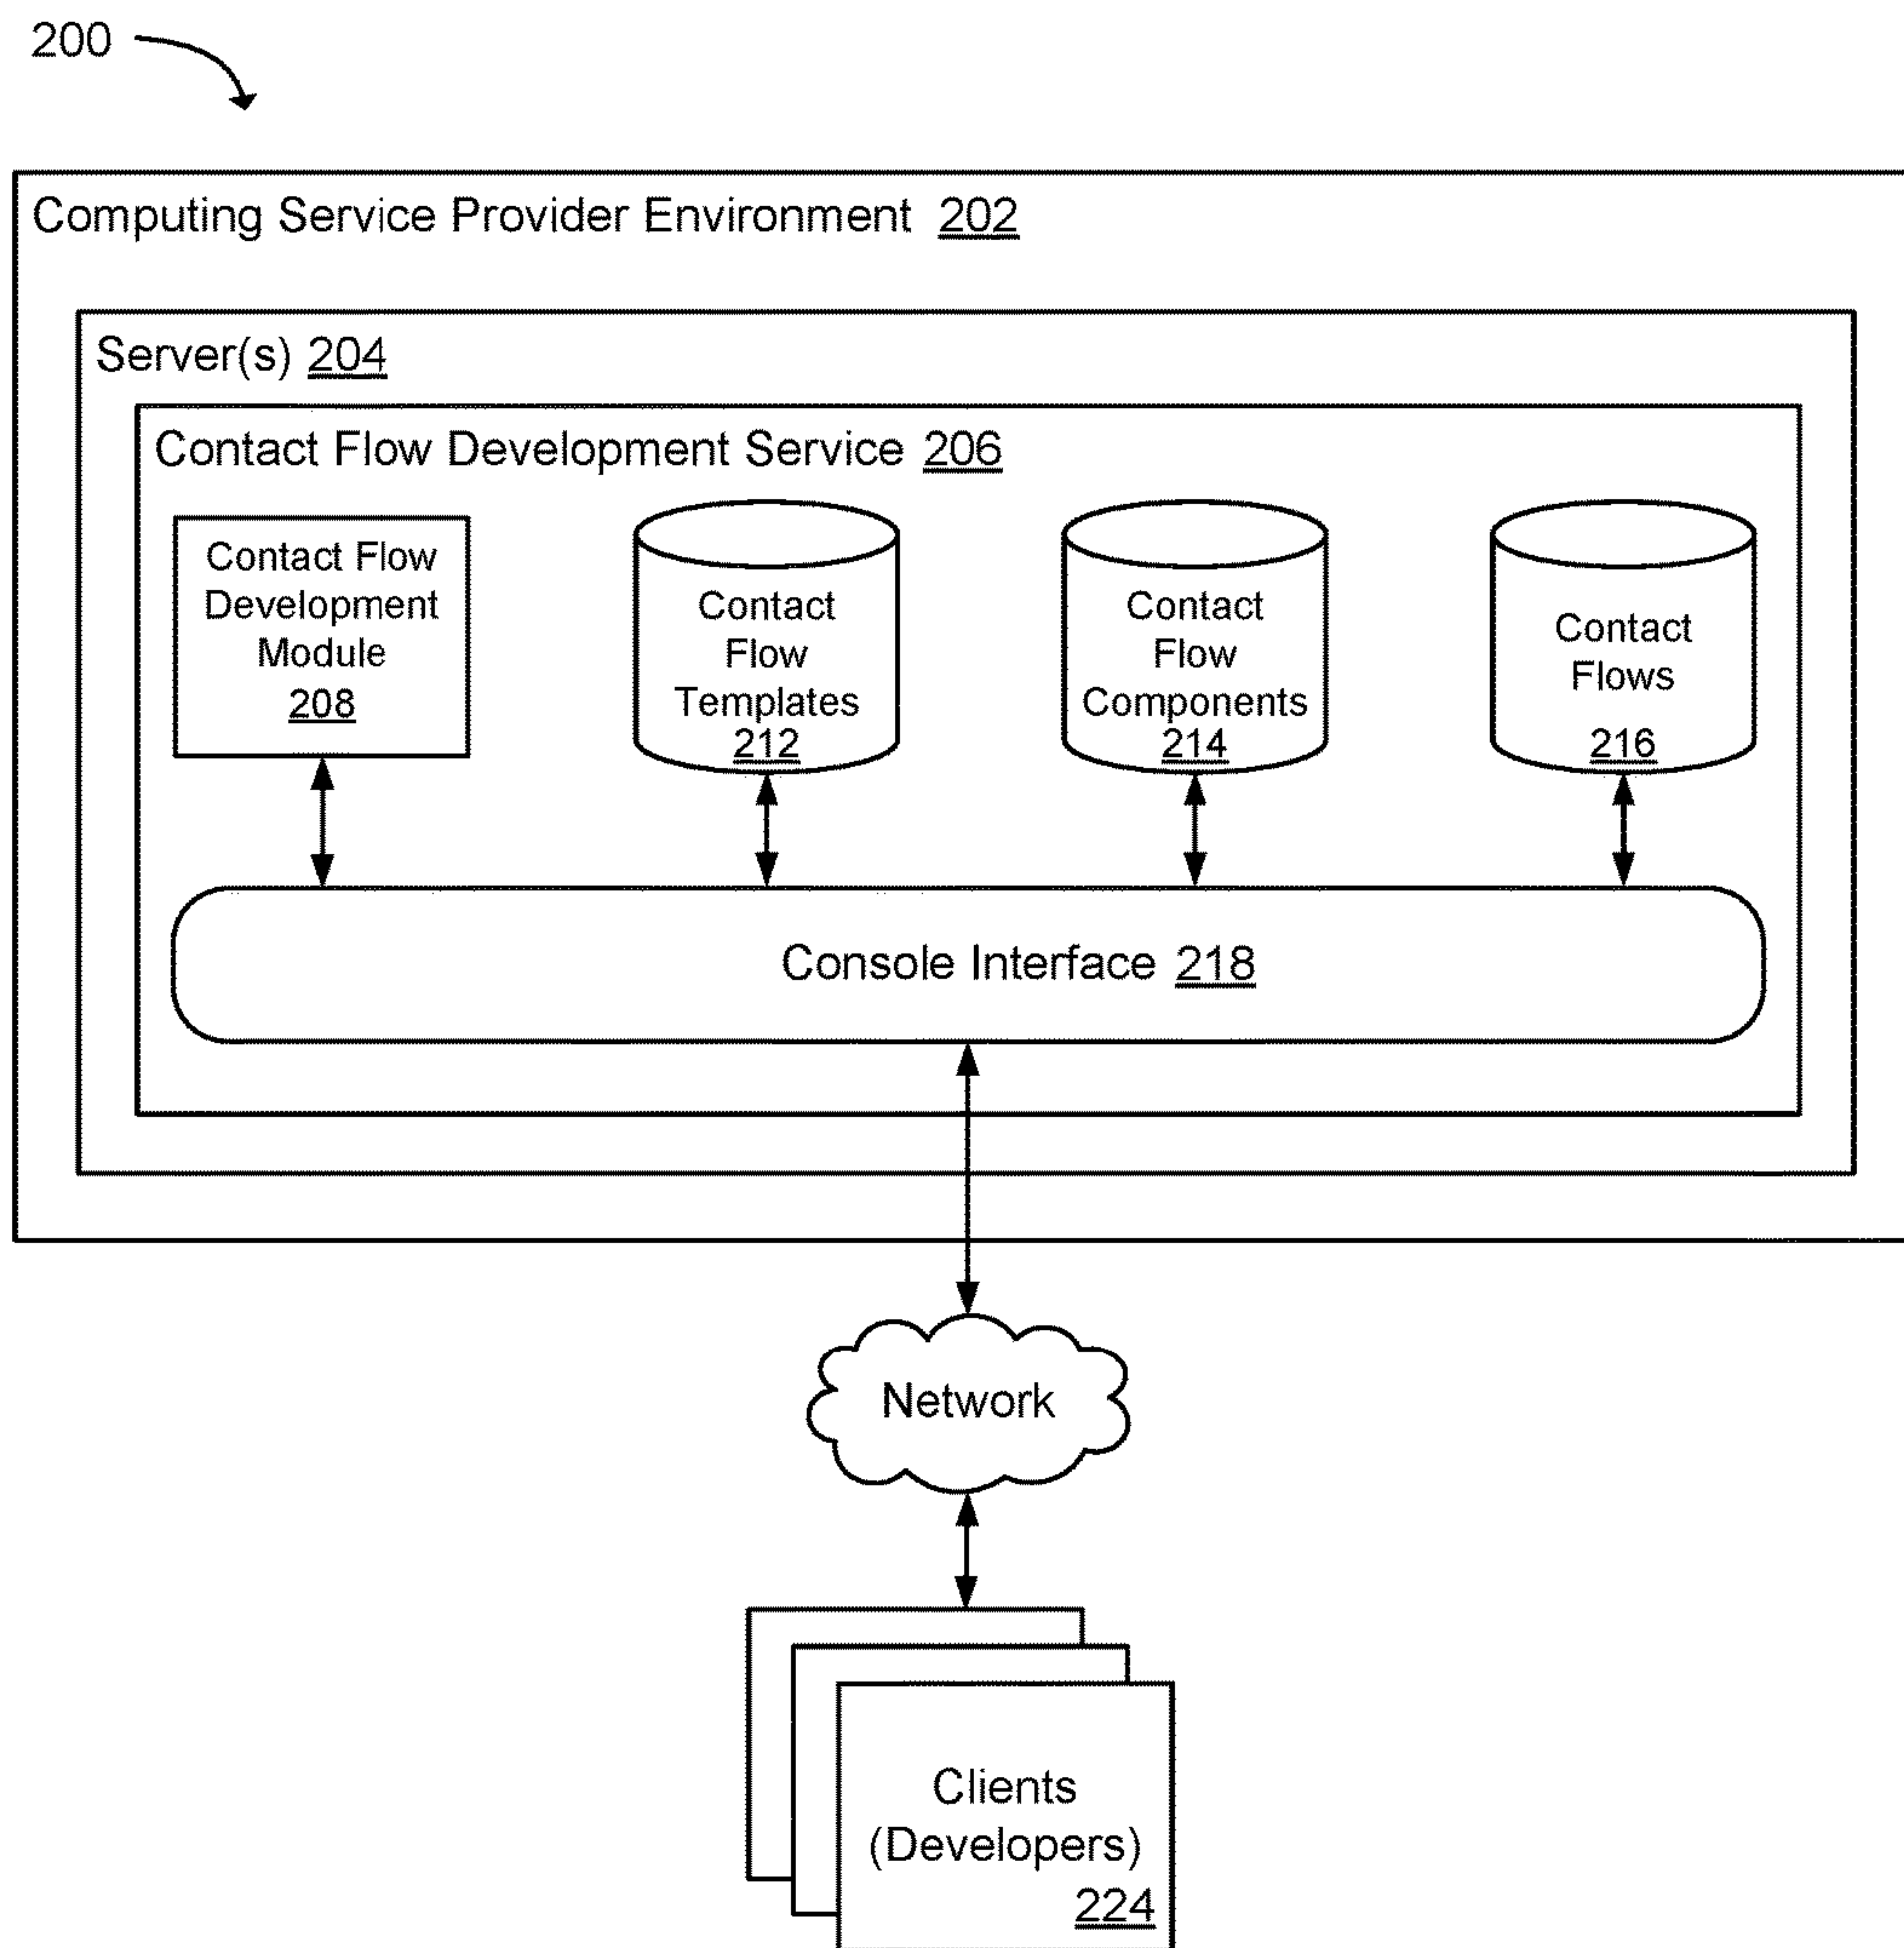 200
Computing Service Provider Environment 202
Server(s) 204
Contact Flow Development Service 206
Contact Flow
Development
Module
208
Contact
Flow
Templates
212
Contact
Flow
Components
214
Contact
Flows
216
Console Interface 218
Network
Clients
(Developers)
224